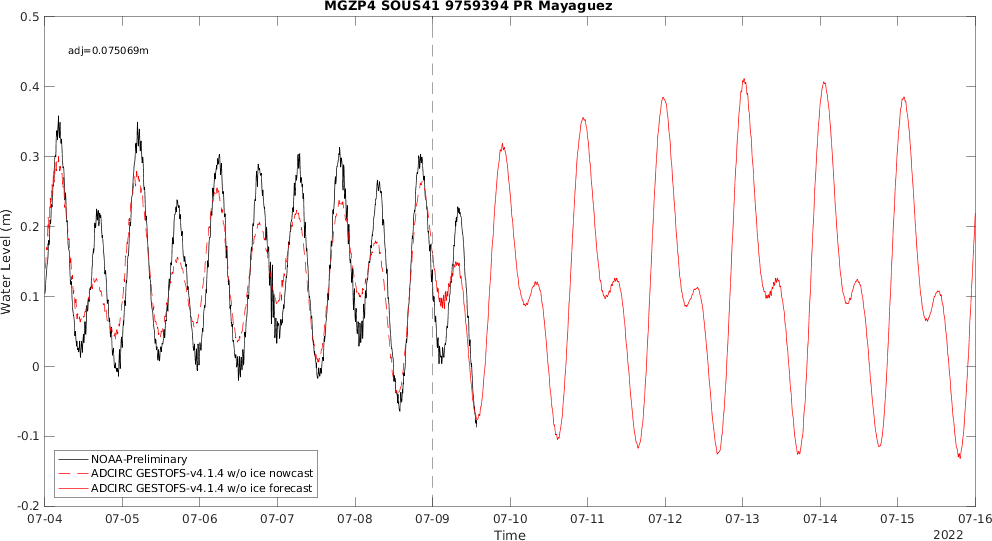 MGZP4 SOUS41 9759394 PR Mayaguez
0.5
0.4
0.3
0.2
0.1
0
-0.1
-0.2
Water Level (m)
adj=0.075069m
NOAA-Preliminary
ADCIRC GESTOFS-v4.1.4 w/o ice nowcast
ADCIRC GESTOFS-v4.1.4 w/o ice forecast
07-04 07-05 07-06 07-07 07-08 07-09 07-10 07-11 07-12 07-13 07-14 07-15 07-16
Time
2022